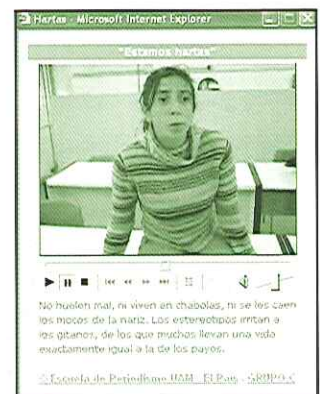 Hartas - Microsoft Internet Explorer
"Estamos hartas"
No huelen mal, ni viven en chabolas, ni se les caen
los mocos de la nariz. Los estereotipos irritan a
los gitanos, de los que muchos llevan una vida
exactamente igual a la de los payos.
© Escuela de Periodismo UAM - El País - GRUPO